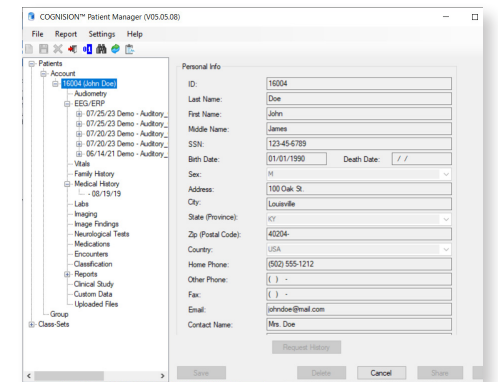 COGNISION™ Patient Manager (V05.05.08)
File Report Settings Help
Patients
Account
16004 (John Doe)
Audiometry
EEG/ERP
07/25/23 Demo - Auditory_
07/25/23 Demo - Auditory_
07/20/23 Demo - Auditory_
07/20/23 Demo - Auditory_
06/14/21 Demo - Auditory_
Vitals
Family History
Medical History
- 08/19/19
Labs
Imaging
Image Findings
Neurological Tests
Medications
Encounters
Classification
Reports
Clinical Study
Custom Data
Uploaded Files
Group
Class-Sets
Personal Info
ID: 16004
Last Name: Doe
First Name: John
Middle Name: James
SSN: 123-45-6789
Birth Date: 01/01/1990 Death Date: / /
Sex: M
Address: 100 Oak St.
City: Louisville
State (Province): KY
Zip (Postal Code): 40204-
Country: USA
Home Phone: (502) 555-1212
Other Phone: ( ) -
Fax: ( ) -
Email: johndoe@mail.com
Contact Name: Mrs. Doe
Request History
Save Delete Cancel Share